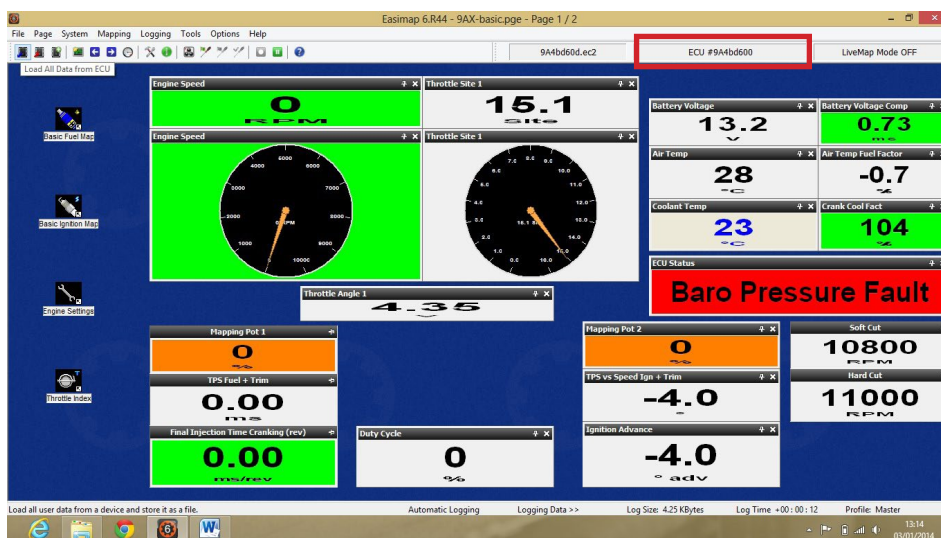 Easimap 6.R44 - 9AX-basic.pge - Page 1 / 2
File Page System Mapping Logging Tools Options Help
9A4bd60d.ec2 ECU #9A4bd600 LiveMap Mode OFF
Load All Data from ECU
Basic Fuel Map
Basic Ignition Map
Engine Settings
Throttle Index
Engine Speed
0
RPM
Throttle Site 1
15.1
Site
Engine Speed
Throttle Site 1
Battery Voltage
13.2
V
Battery Voltage Comp
0.73
ms
Air Temp
28
°C
Air Temp Fuel Factor
-0.7
%
Coolant Temp
23
°C
Crank Cool Fact
104
%
ECU Status
Baro Pressure Fault
Throttle Angle 1
4.35
Mapping Pot 1
0
%
TPS Fuel + Trim
0.00
ms
Final Injection Time Cranking (rev)
0.00
ms/rev
Duty Cycle
0
%
Mapping Pot 2
0
%
TPS vs Speed Ign + Trim
-4.0
°
Ignition Advance
-4.0
° adv
Soft Cut
10800
RPM
Hard Cut
11000
RPM
Load all user data from a device and store it as a file. Automatic Logging Logging Data >> Log Size: 4.25 KBytes Log Time +00:00:12 Profile: Master
13:14
03/01/2014